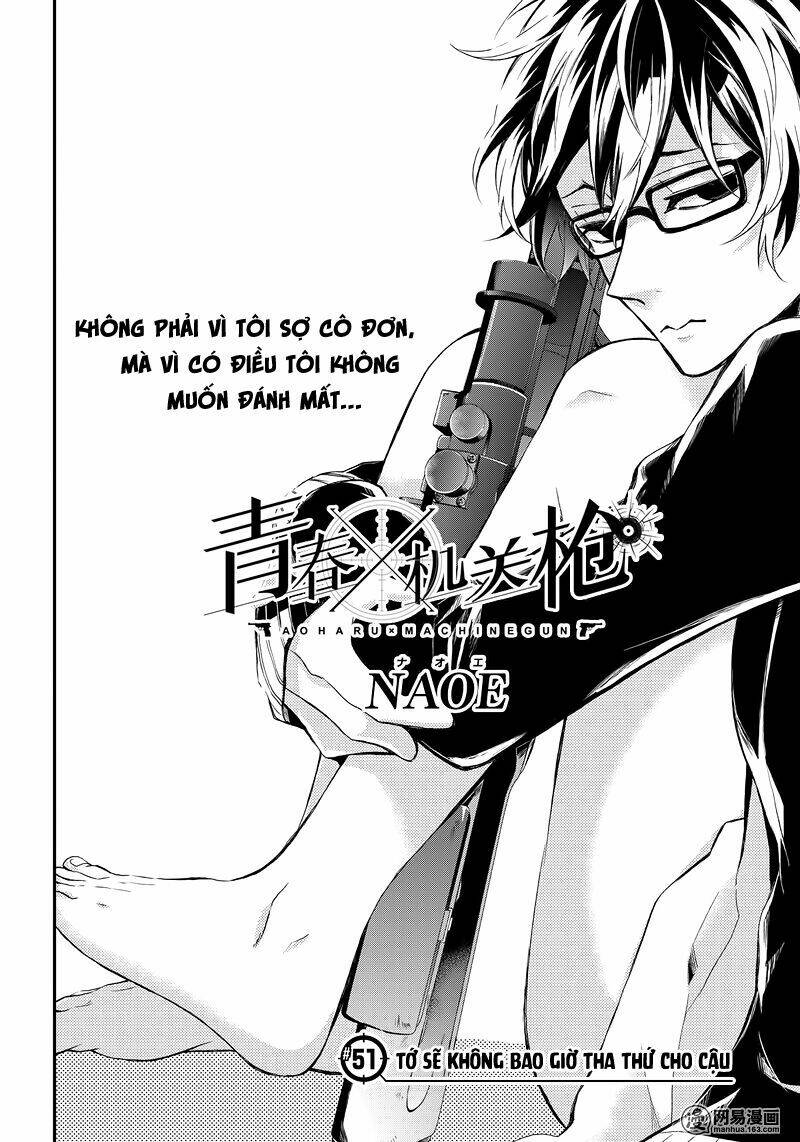 KHÔNG PHẢI VÌ TÔI SỢ CÔ ĐƠN,
MÀ VÌ CÓ ĐIỀU TÔI KHÔNG
MUỐN ĐÁNH MẤT...
青春×机关枪
AOHARU×MACHINEGUN
ナオエ
NAOE
#51 TỚ SẼ KHÔNG BAO GIỜ THA THỨ CHO CẬU
网易漫画
manhua.163.com